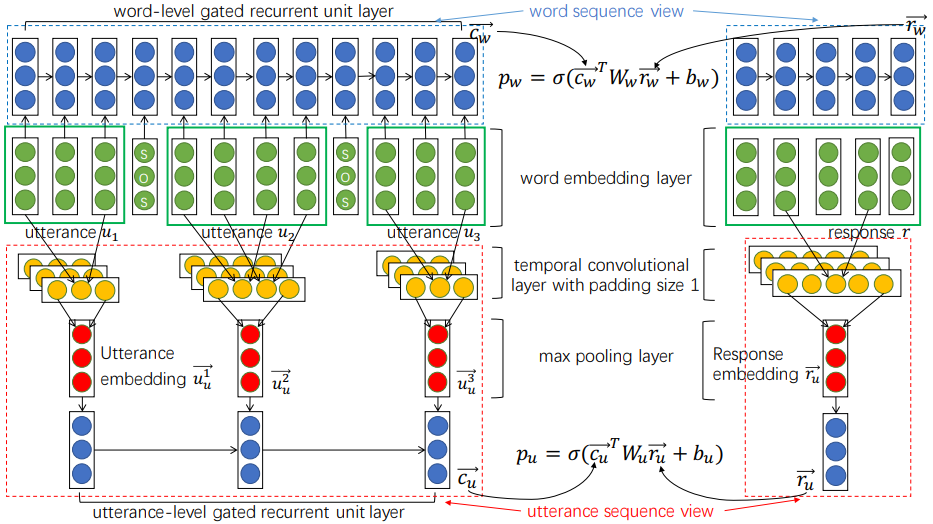 word-level gated recurrent unit layer
word sequence view
$\overrightarrow{c_w}$
$\overrightarrow{r_w}$
$p_w = \sigma(\overrightarrow{c_w}^T W_w \overrightarrow{r_w} + b_w)$
S
O
S
S
O
S
word embedding layer
utterance $u_1$
utterance $u_2$
utterance $u_3$
response $r$
temporal convolutional
layer with padding size 1
Utterance
embedding $\overrightarrow{u_u^1}$
$\overrightarrow{u_u^2}$
$\overrightarrow{u_u^3}$
max pooling layer
Response
embedding $\overrightarrow{r_u}$
$p_u = \sigma(\overrightarrow{c_u}^T W_u \overrightarrow{r_u} + b_u)$
$\overrightarrow{c_u}$
$\overrightarrow{r_u}$
utterance-level gated recurrent unit layer
utterance sequence view